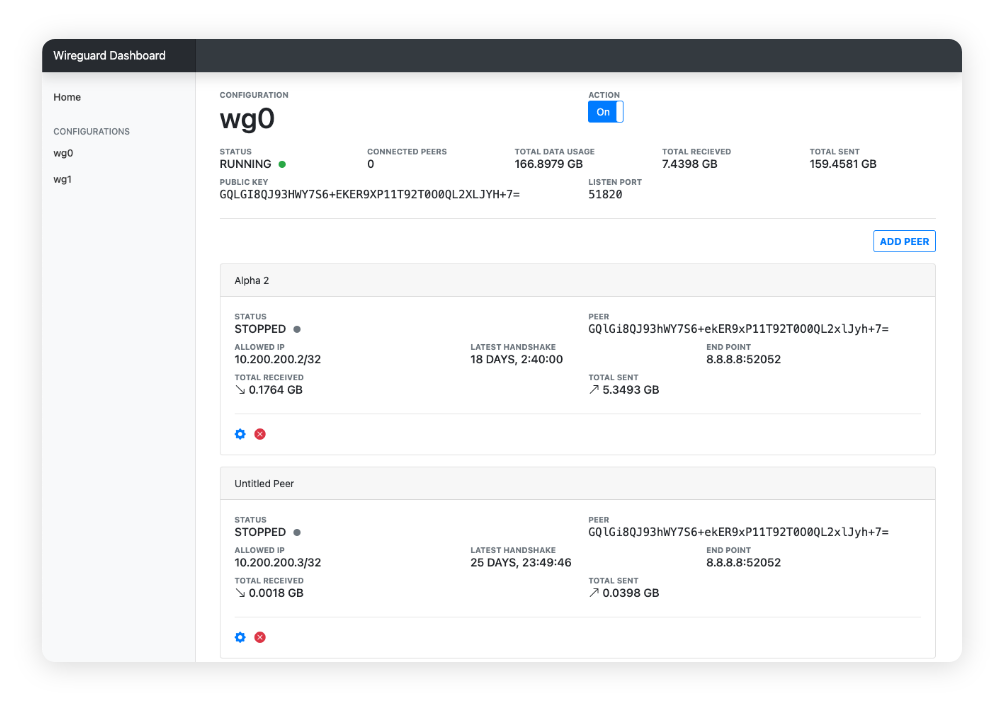 Wireguard Dashboard
Home
CONFIGURATIONS
wg0
wg1
CONFIGURATION
wg0
ACTION
On
STATUS
RUNNING
CONNECTED PEERS
0
TOTAL DATA USAGE
166.8979 GB
TOTAL RECIEVED
7.4398 GB
TOTAL SENT
159.4581 GB
PUBLIC KEY
GQLGI8QJ93HWY7S6+EKER9XP11T92T0O0QL2XLJYH+7=
LISTEN PORT
51820
ADD PEER
Alpha 2
STATUS
STOPPED
PEER
GQlGi8QJ93hWY7S6+ekER9xP11T92T0O0QL2xlJyh+7=
ALLOWED IP
10.200.200.2/32
LATEST HANDSHAKE
18 DAYS, 2:40:00
END POINT
8.8.8.8:52052
TOTAL RECEIVED
↘ 0.1764 GB
TOTAL SENT
↗ 5.3493 GB
Untitled Peer
STATUS
STOPPED
PEER
GQlGi8QJ93hWY7S6+ekER9xP11T92T0O0QL2xlJyh+7=
ALLOWED IP
10.200.200.3/32
LATEST HANDSHAKE
25 DAYS, 23:49:46
END POINT
8.8.8.8:52052
TOTAL RECEIVED
↘ 0.0018 GB
TOTAL SENT
↗ 0.0398 GB